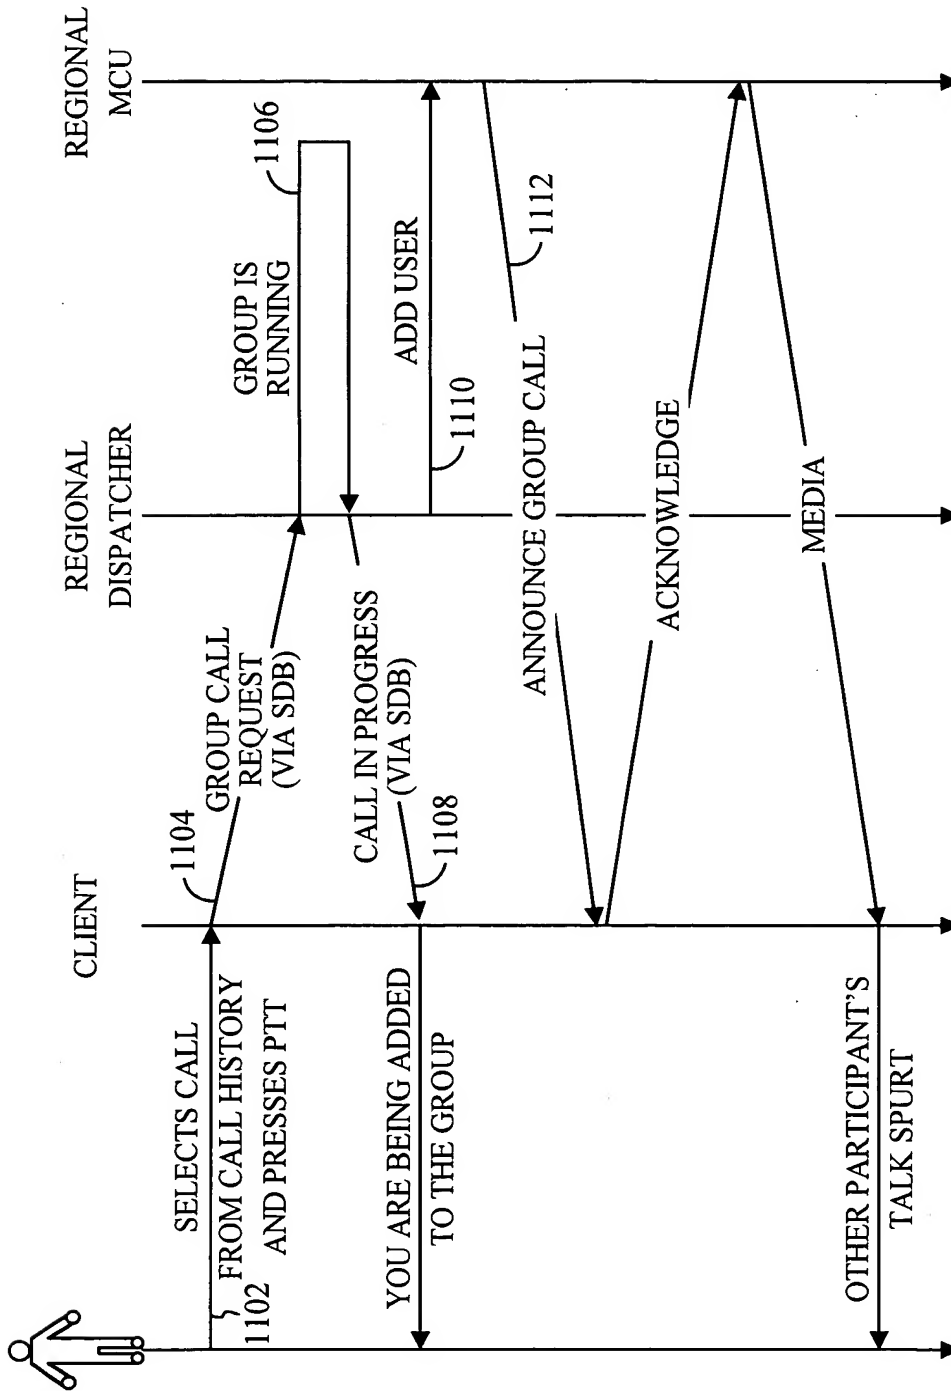 CLIENT
REGIONAL
DISPATCHER
REGIONAL
MCU
SELECTS CALL
FROM CALL HISTORY
AND PRESSES PTT
1102
1104
GROUP CALL
REQUEST
(VIA SDB)
GROUP IS
RUNNING
1106
CALL IN PROGRESS
(VIA SDB)
1108
YOU ARE BEING ADDED
TO THE GROUP
ADD USER
1110
ANNOUNCE GROUP CALL
1112
ACKNOWLEDGE
MEDIA
OTHER PARTICIPANT'S
TALK SPURT